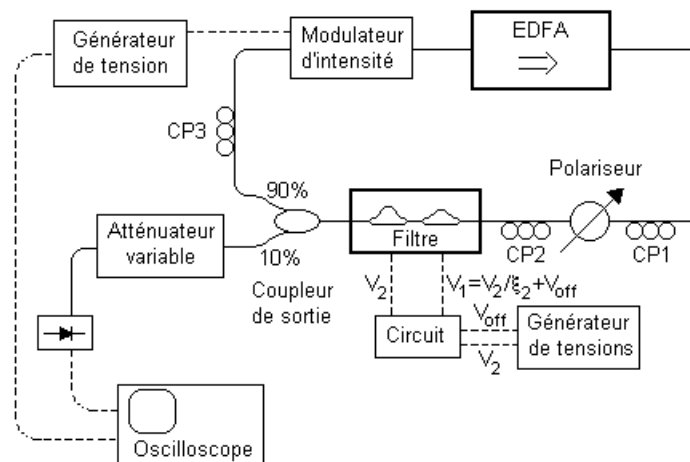 Générateur
de tension
Modulateur
d'intensité
EDFA
CP3
Polariseur
90%
10%
Filtre
CP2
CP1
Atténuateur
variable
Coupleur
de sortie
V₂
V₁=V₂/ξ₂+Voff
Voff
V₂
Circuit
Générateur
de tensions
Oscilloscope